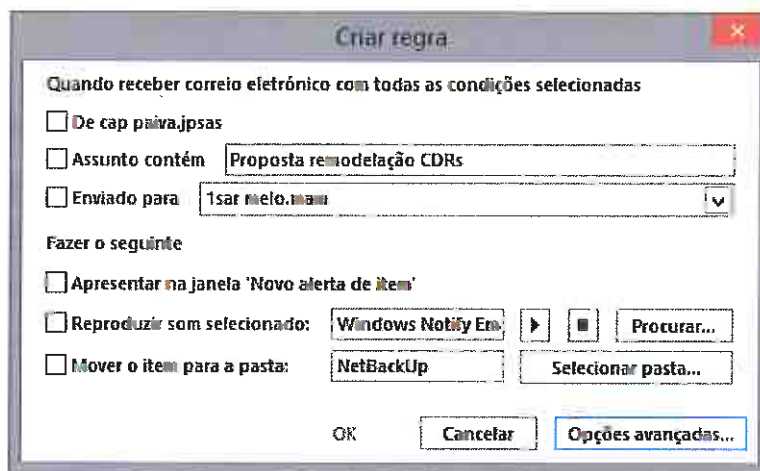 Criar regra
Quando receber correio eletrónico com todas as condições selecionadas
De cap paiva.jpsas
Assunto contém Proposta remodelação CDRs
Enviado para 1sar melo.mam
Fazer o seguinte
Apresentar na janela 'Novo alerta de item'
Reproduzir som selecionado: Windows Notify Em Procurar...
Mover o item para a pasta: NetBackUp Selecionar pasta...
OK Cancelar Opções avançadas...